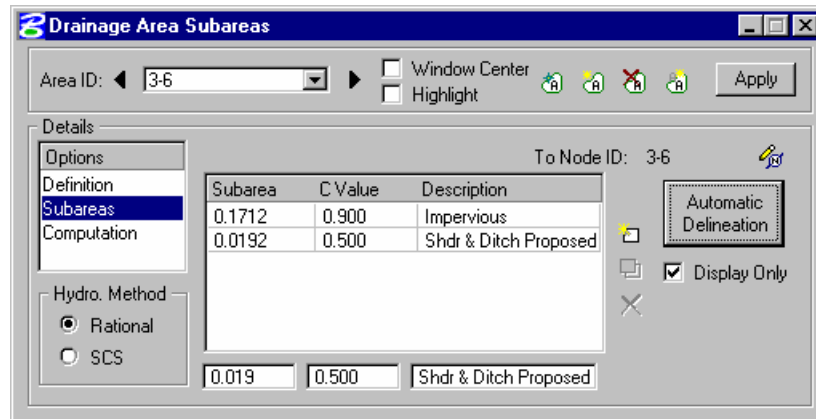 Drainage Area Subareas
Area ID: 3-6
Window Center
Highlight
A A A A
Apply
Details
Options
Definition
Subareas
Computation
To Node ID: 3-6
N
Subarea C Value Description
0.1712 0.900 Impervious
0.0192 0.500 Shdr & Ditch Proposed
Automatic
Delineation
Display Only
Hydro. Method
Rational
SCS
0.019 0.500 Shdr & Ditch Proposed